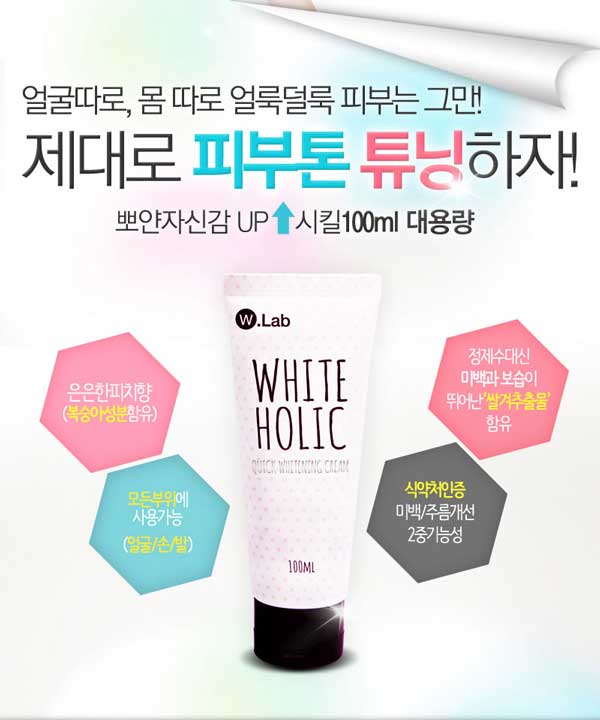 얼굴따로, 몸 따로 얼룩덜룩 피부는 그만!
제대로 피부톤 튜닝하자!
뽀얀자신감 UP 시킬100ml 대용량
W.Lab
WHITE
HOLIC
QUICK WHITENING CREAM
100ML
은은한피치향
(복숭아성분함유)
모든부위에
사용가능
(얼굴/손/발)
정제수대신
미백과 보습이
뛰어난'쌀겨추출물'
함유
식약처인증
미백/주름개선
2중기능성